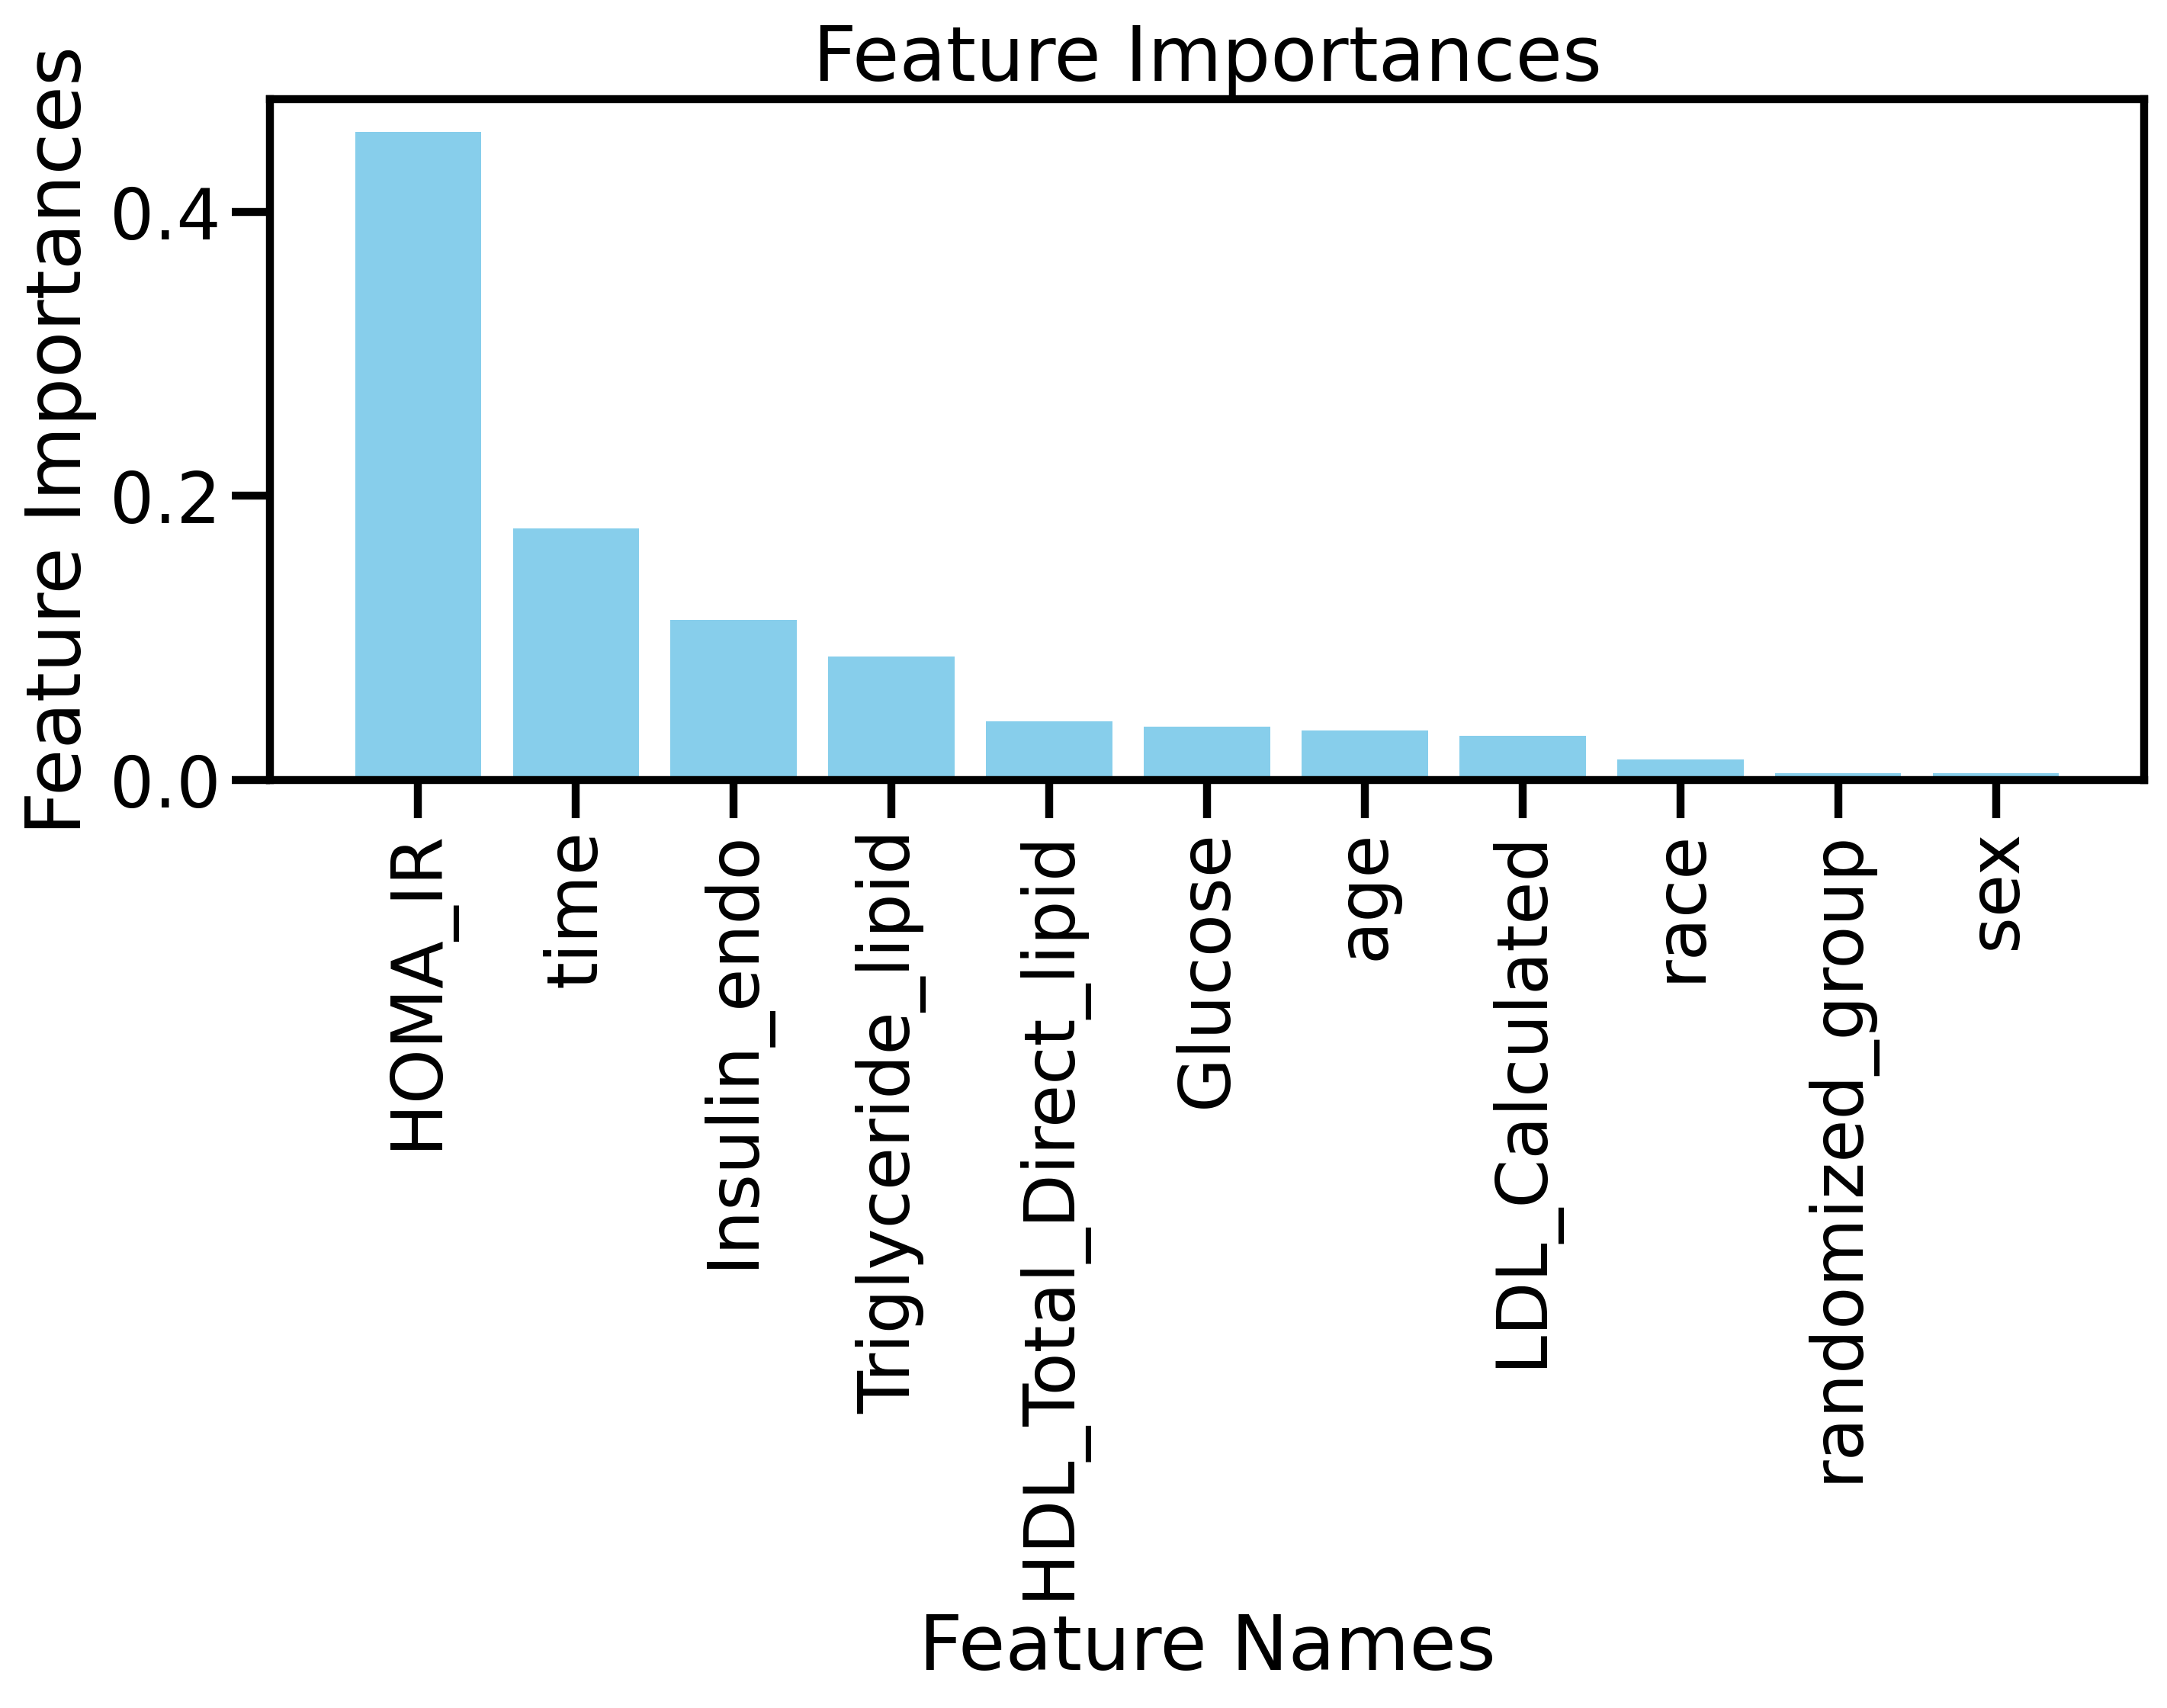 Feature Importances
Feature Importances
0.4
0.2
0.0
HOMA_IR
time
Insulin_endo
Triglyceride_lipid
HDL_Total_Direct_lipid
Glucose
age
LDL_Calculated
race
randomized_group
sex
Feature Names